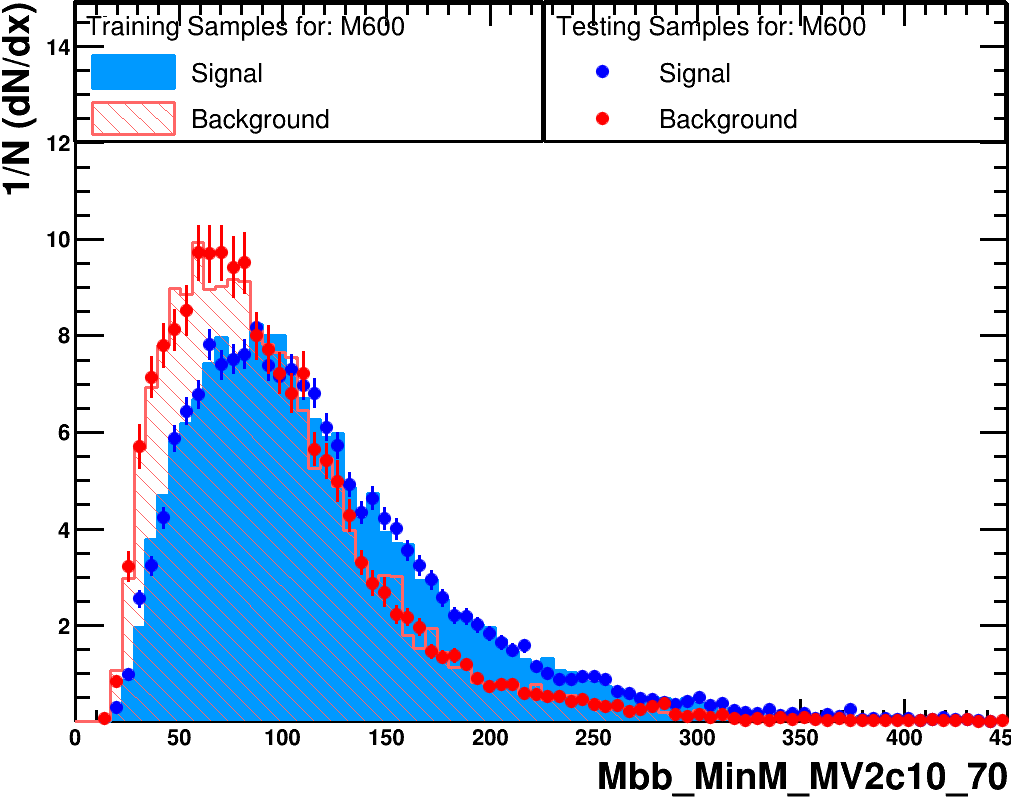 1/N (dN/dx)
Training Samples for: M600
Signal
Background
Testing Samples for: M600
Signal
Background
14
12
10
8
6
4
2
0 50 100 150 200 250 300 350 400 45
Mbb_MinM_MV2c10_70